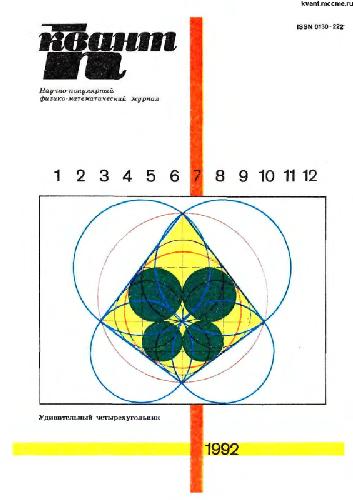 kvant.mccme.ru
ISSN 0130-222
квант
Научно-популярный
физико-математический журнал
1 2 3 4 5 6 7 8 9 10 11 12
Удивительный четырехугольник
1992